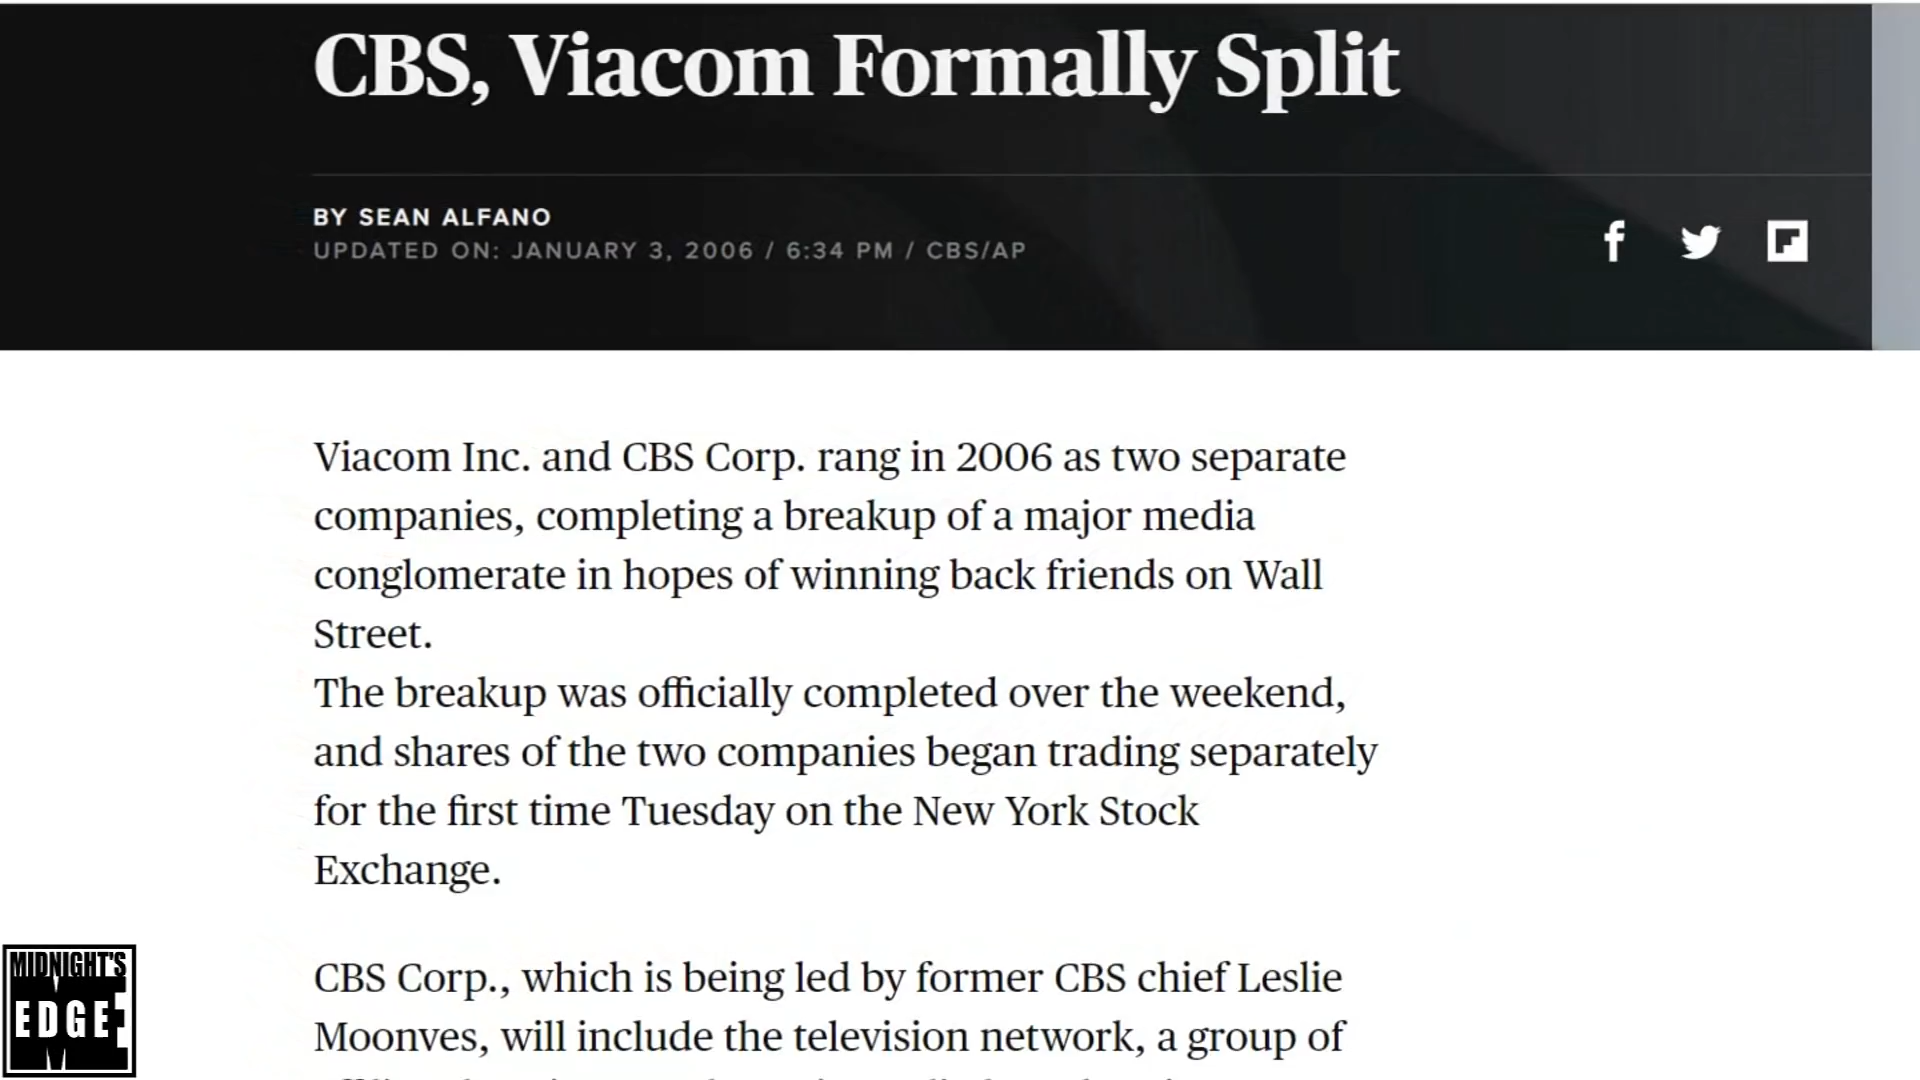 CBS, Viacom Formally Split
BY SEAN ALFANO
UPDATED ON: JANUARY 3, 2006 / 6:34 PM / CBS/AP
Viacom Inc. and CBS Corp. rang in 2006 as two separate
companies, completing a breakup of a major media
conglomerate in hopes of winning back friends on Wall
Street.
The breakup was officially completed over the weekend,
and shares of the two companies began trading separately
for the first time Tuesday on the New York Stock
Exchange.
CBS Corp., which is being led by former CBS chief Leslie
Moonves, will include the television network, a group of
MIDNIGHT'S
EDGE